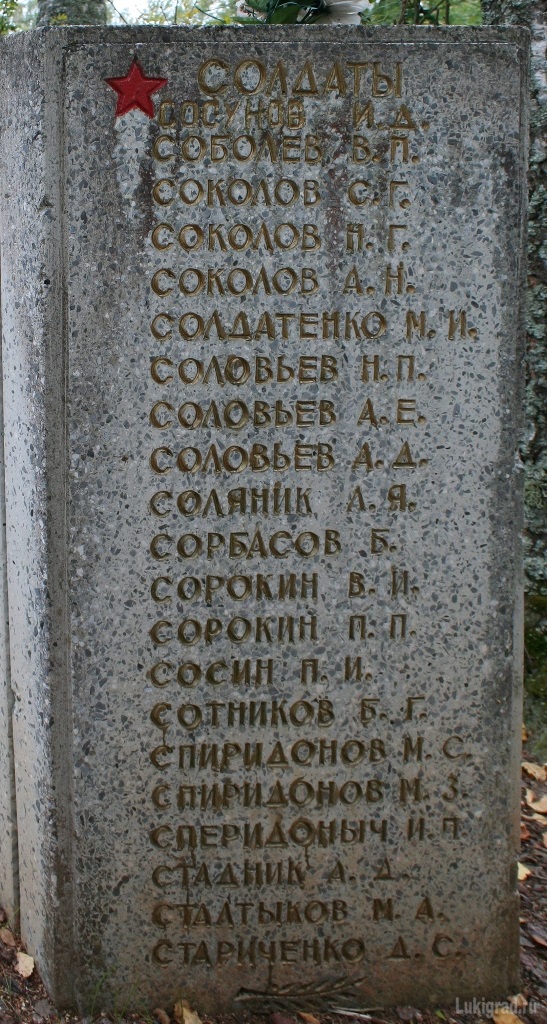 СОЛДАТЫ
СОСУНОВ И.Д.
СОБОЛЕВ В.П.
СОКОЛОВ С.Г.
СОКОЛОВ Н.Г.
СОКОЛОВ А.Н.
СОЛДАТЕНКО М.И.
СОЛОВЬЕВ Н.П.
СОЛОВЬЕВ А.Е.
СОЛОВЬЕВ А.Д.
СОЛЯНИК А.Я.
СОРБАСОВ Б.
СОРОКИН В.И.
СОРОКИН П.П.
СОСИН П.И.
СОТНИКОВ Б.Г.
СПИРИДОНОВ М.С.
СПИРИДОНОВ М.З.
СПЕРИДОНЫЧ И.П
СТАДНИК А.Д.
СТАЛТЫКОВ М.А.
СТАРИЧЕНКО Д.С.
Lukigrad.ru